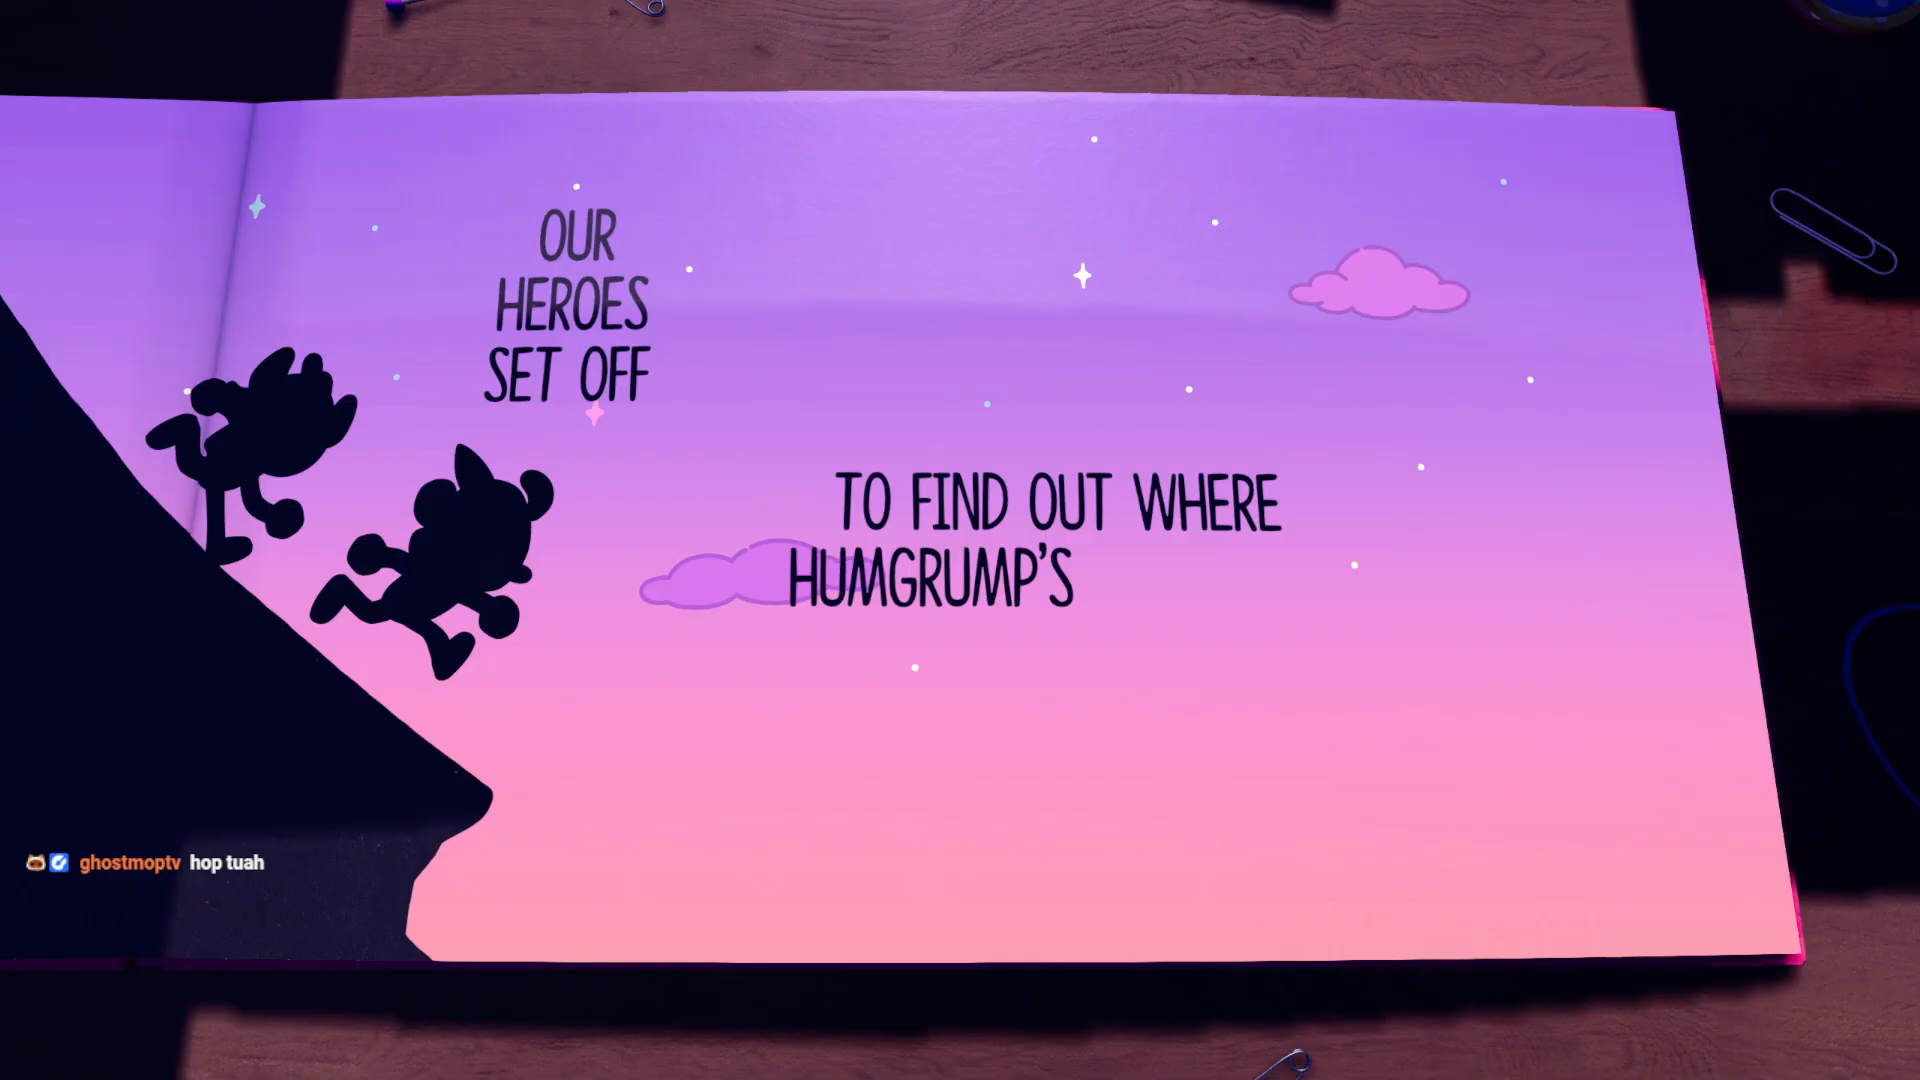 OUR
HEROES
SET OFF
TO FIND OUT WHERE
HUMGRUMP'S
ghostmoptv hop tuah